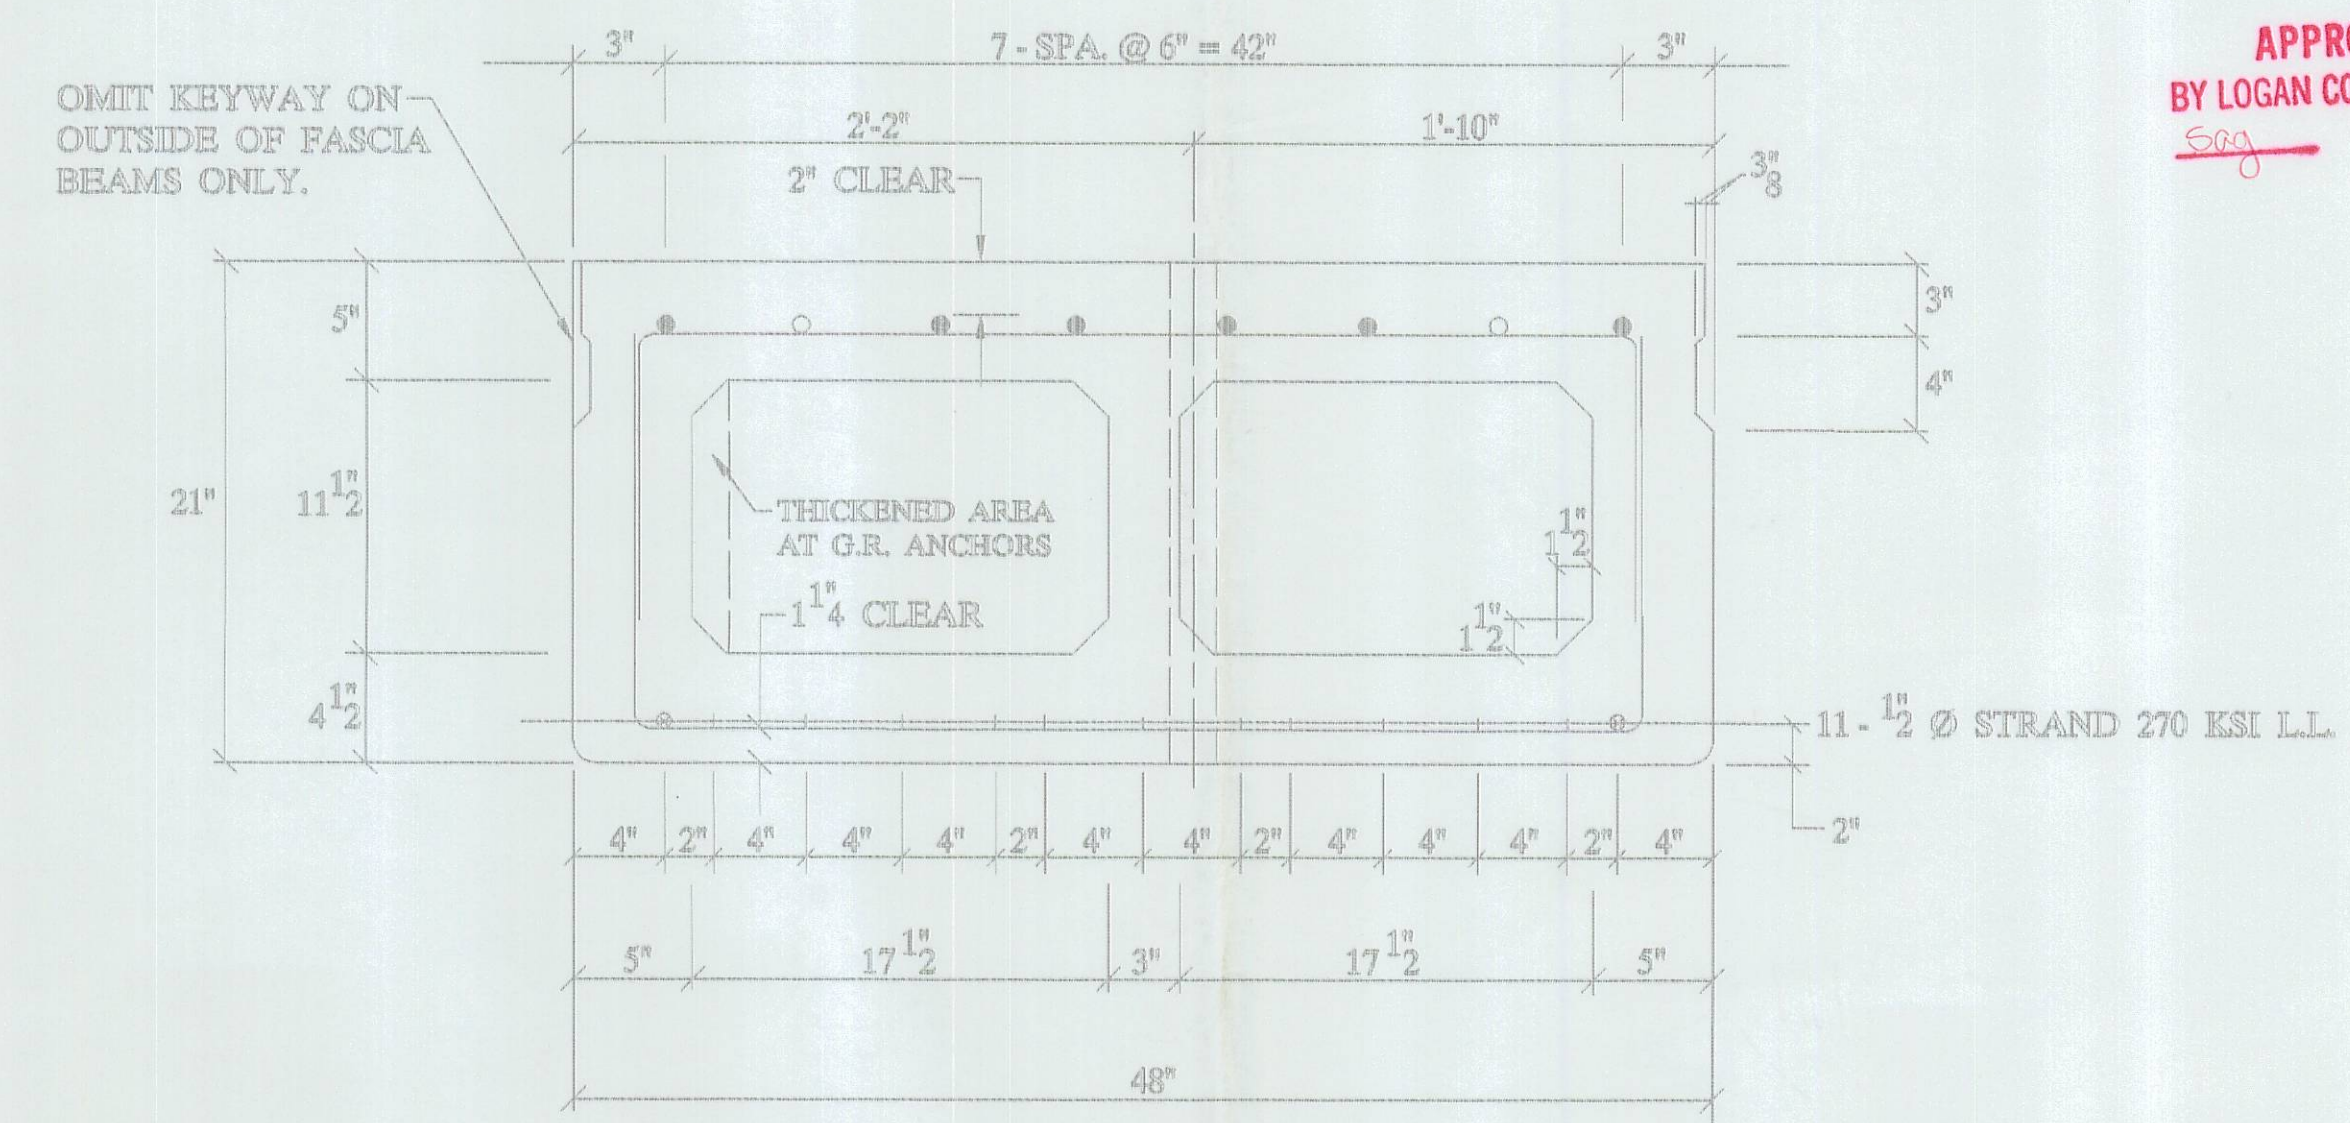 3" 7 - SPA. @ 6" = 42" 3"
APPR
BY LOGAN CO
sag
OMIT KEYWAY ON
OUTSIDE OF FASCIA
BEAMS ONLY.
2'-2" 1'-10"
2" CLEAR
3/8"
5"
3"
4"
21"
11 1/2"
THICKENED AREA
AT G.R. ANCHORS
1 1/2"
1 1/4" CLEAR
1 1/2"
4 1/2"
11 - 1/2" Ø STRAND 270 KSI L.L.
2"
4" 2" 4" 4" 4" 2" 4" 4" 2" 4" 4" 4" 2" 4"
5" 17 1/2" 3" 17 1/2" 5"
48"